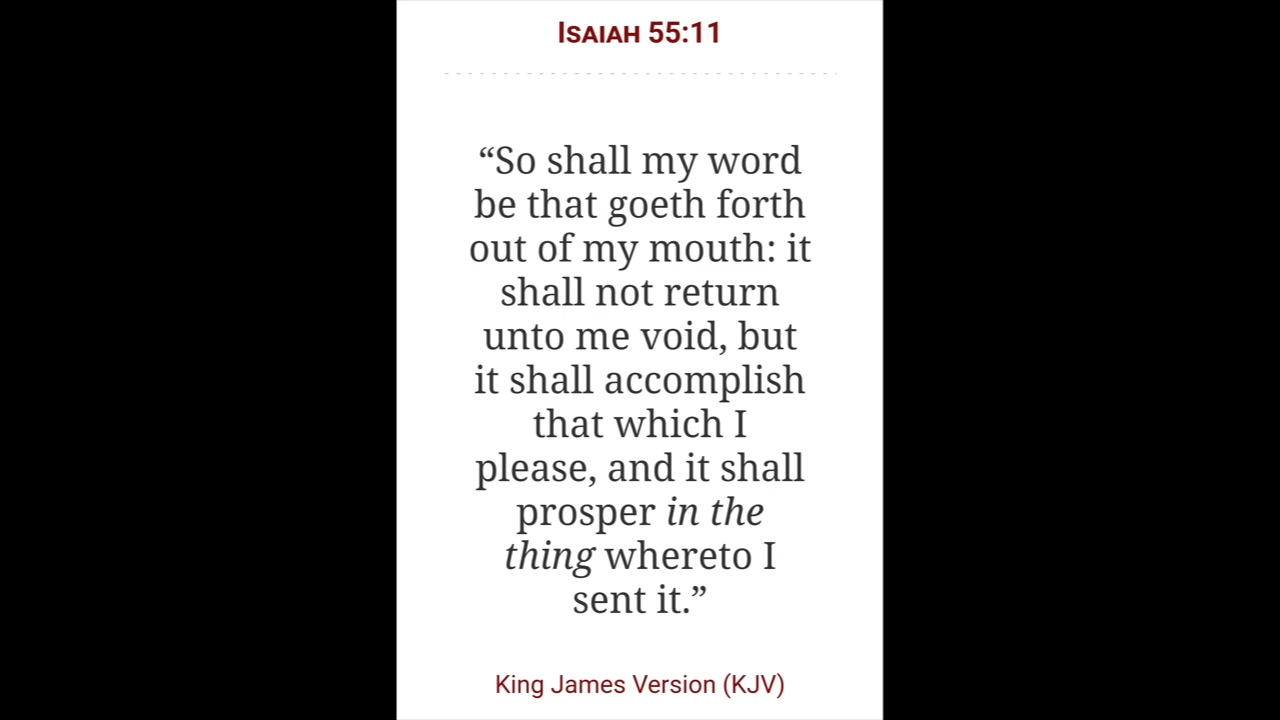 Isaiah 55:11
“So shall my word
be that goeth forth
out of my mouth: it
shall not return
unto me void, but
it shall accomplish
that which I
please, and it shall
prosper in the
thing whereto I
sent it.”
King James Version (KJV)